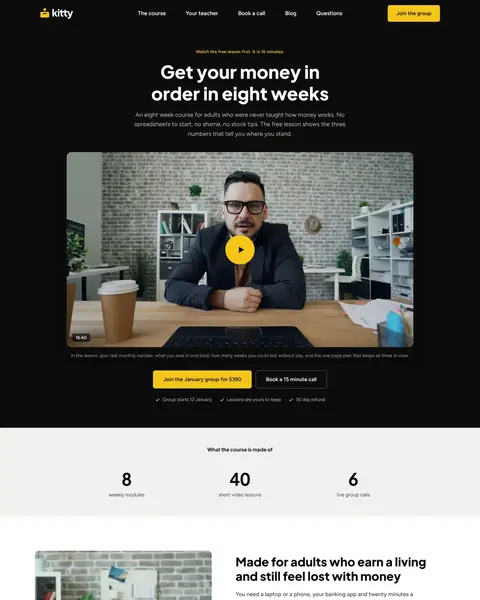 kitty
The course
Your teacher
Book a call
Blog
Questions
Join the group
Watch the free lesson first. It is 15 minutes.
Get your money in
order in eight weeks
An eight week course for adults who were never taught how money works. No
spreadsheets to start, no shame, no stock tips. The free lesson shows the three
numbers that tell you where you stand.
15:40
In the lesson: your real monthly number, what you owe in one total, how many weeks you could last without pay, and the one page plan that keeps all three in view.
Join the January group for $390
Book a 15 minute call
Group starts 12 January
Lessons are yours to keep
30 day refund
What the course is made of
8
40
6
weekly modules
short video lessons
live group calls
Made for adults who earn a living
and still feel lost with money
You need a laptop or a phone, your banking app and twenty minutes a